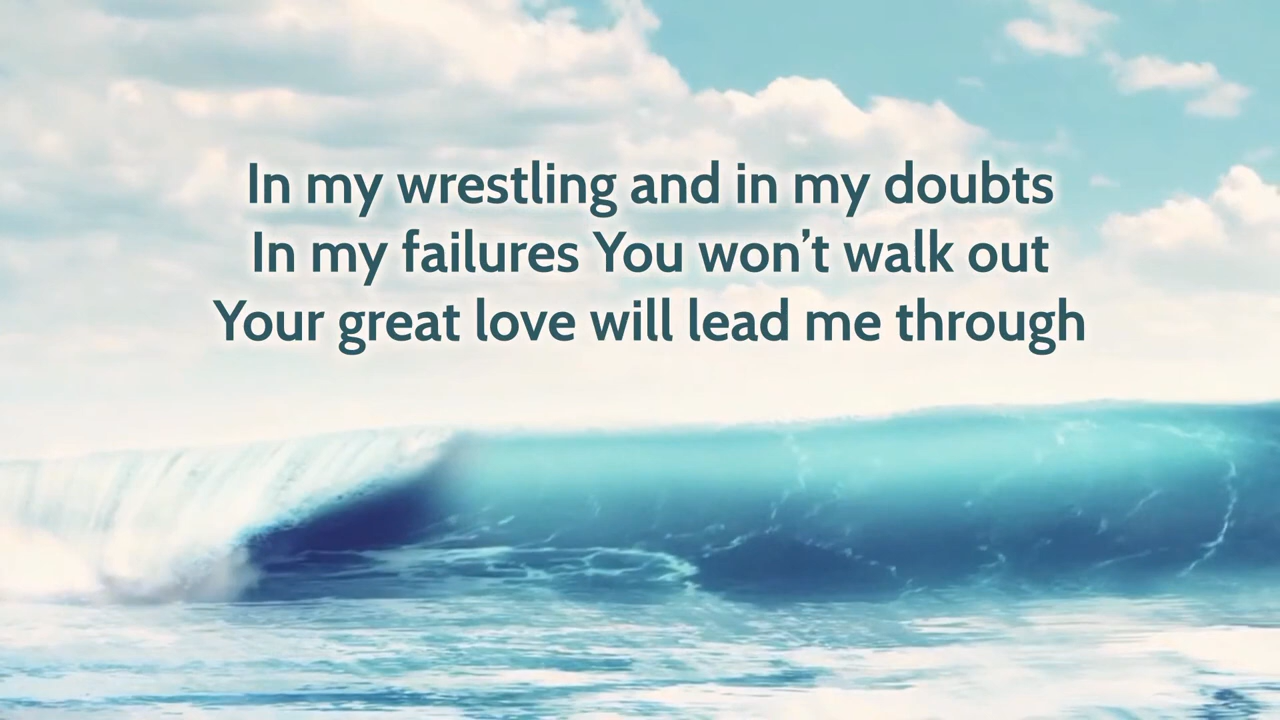 In my wrestling and in my doubts
In my failures You won’t walk out
Your great love will lead me through